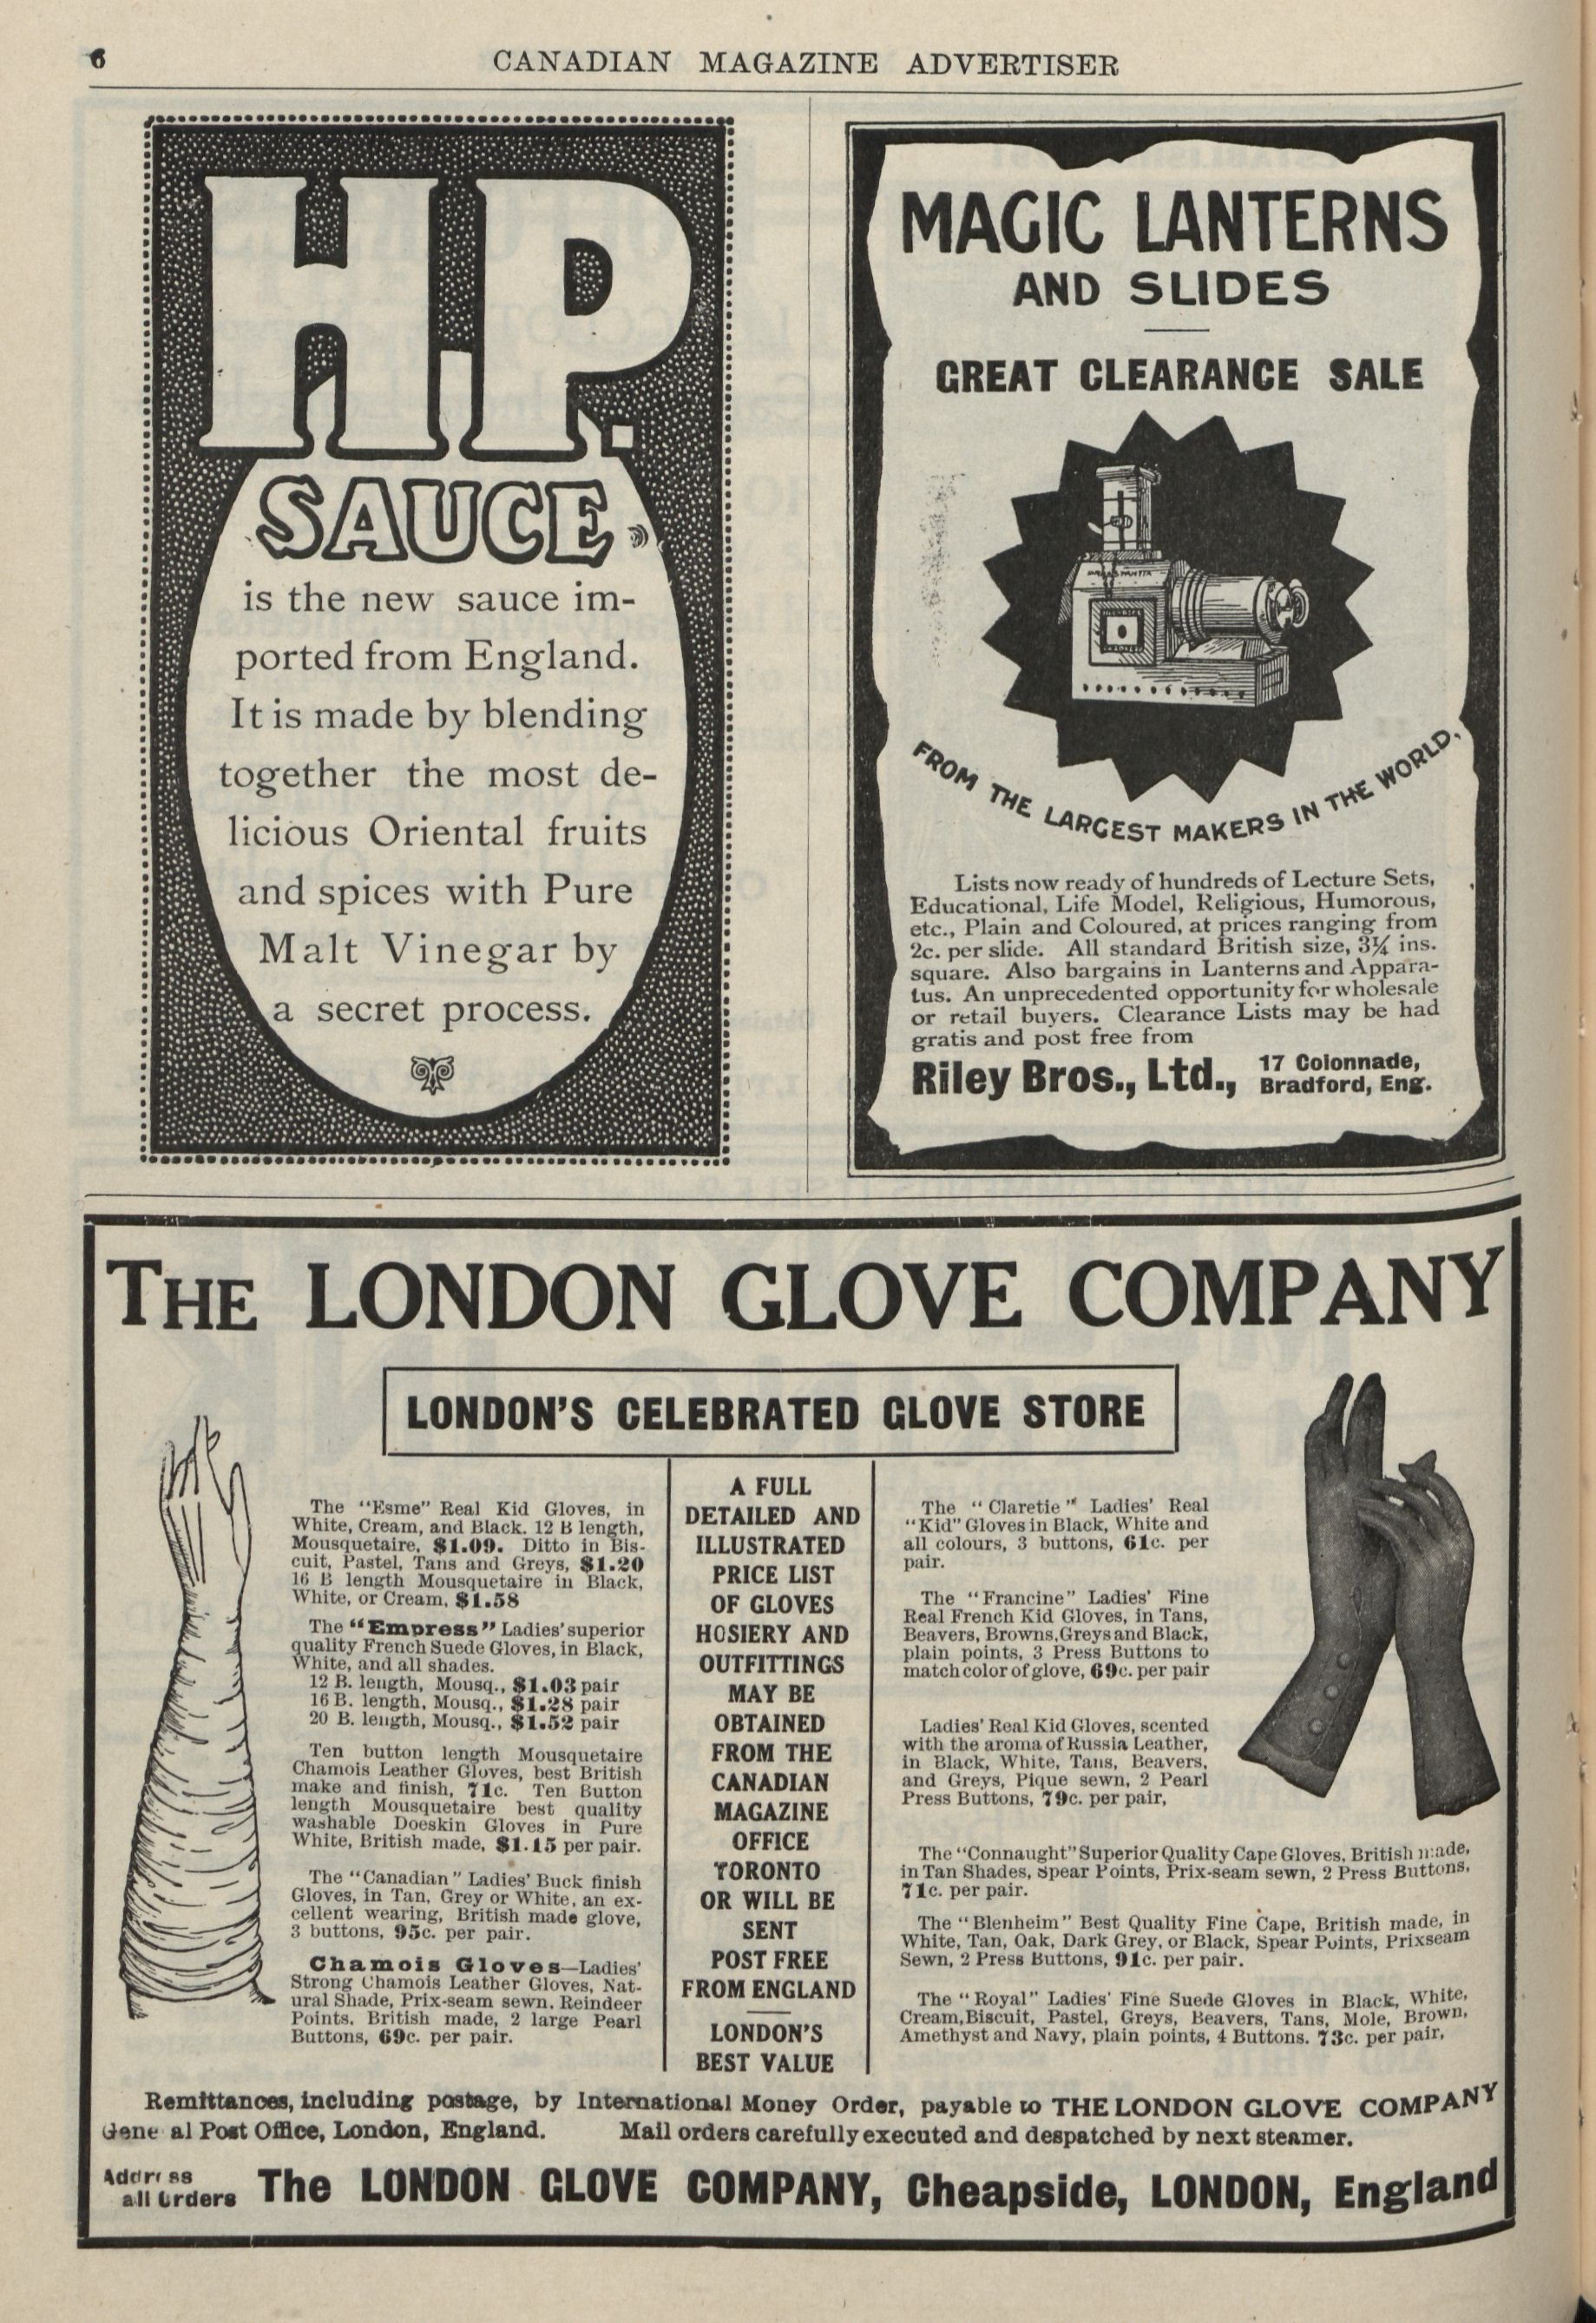 6
CANADIAN MAGAZINE ADVERTISER
H.P.
SAUCE
is the new sauce im-
ported from England.
It is made by blending
together the most de-
licious Oriental fruits
and spices with Pure
Malt Vinegar by
a secret process.
MAGIC LANTERNS
AND SLIDES
GREAT CLEARANCE SALE
FROM THE LARGEST MAKERS IN THE WORLD,
Lists now ready of hundreds of Lecture Sets,
Educational, Life Model, Religious, Humorous,
etc., Plain and Coloured, at prices ranging from
2c. per slide. All standard British size, 3¼ ins.
square. Also bargains in Lanterns and Appara-
tus. An unprecedented opportunity for wholesale
or retail buyers. Clearance Lists may be had
gratis and post free from
Riley Bros., Ltd., 17 Colonnade,
Bradford, Eng.
THE LONDON GLOVE COMPANY
LONDON'S CELEBRATED GLOVE STORE
The "Esme" Real Kid Gloves, in
White, Cream, and Black. 12 B length,
Mousquetaire, $1.09. Ditto in Bis-
cuit, Pastel, Tans and Greys, $1.20
16 B length Mousquetaire in Black,
White, or Cream, $1.58
The "Empress" Ladies' superior
quality French Suede Gloves, in Black,
White, and all shades.
12 B. length, Mousq., $1.03 pair
16 B. length, Mousq., $1.28 pair
20 B. length, Mousq., $1.52 pair
Ten button length Mousquetaire
Chamois Leather Gloves, best British
make and finish, 71c. Ten Button
length Mousquetaire best quality
washable Doeskin Gloves in Pure
White, British made, $1.15 per pair.
The "Canadian" Ladies' Buck finish
Gloves, in Tan, Grey or White, an ex-
cellent wearing, British made glove,
3 buttons, 95c. per pair.
Chamois Gloves—Ladies'
Strong Chamois Leather Gloves, Nat-
ural Shade, Prix-seam sewn. Reindeer
Points. British made, 2 large Pearl
Buttons, 69c. per pair.
A FULL
DETAILED AND
ILLUSTRATED
PRICE LIST
OF GLOVES
HOSIERY AND
OUTFITTINGS
MAY BE
OBTAINED
FROM THE
CANADIAN
MAGAZINE
OFFICE
TORONTO
OR WILL BE
SENT
POST FREE
FROM ENGLAND
LONDON'S
BEST VALUE
The "Claretie" Ladies' Real
"Kid" Gloves in Black, White and
all colours, 3 buttons, 61c. per
pair.
The "Francine" Ladies' Fine
Real French Kid Gloves, in Tans,
Beavers, Browns, Greys and Black,
plain points, 3 Press Buttons to
match color of glove, 69c. per pair
Ladies' Real Kid Gloves, scented
with the aroma of Russia Leather,
in Black, White, Tans, Beavers,
and Greys, Pique sewn, 2 Pearl
Press Buttons, 79c. per pair,
The "Connaught" Superior Quality Cape Gloves, British made,
in Tan Shades, Spear Points, Prix-seam sewn, 2 Press Buttons,
71c. per pair.
The "Blenheim" Best Quality Fine Cape, British made, in
White, Tan, Oak, Dark Grey, or Black, Spear Points, Prixseam
Sewn, 2 Press Buttons, 91c. per pair.
The "Royal" Ladies' Fine Suede Gloves in Black, White,
Cream, Biscuit, Pastel, Greys, Beavers, Tans, Mole, Brown,
Amethyst and Navy, plain points, 4 Buttons. 73c. per pair,
Remittances, including postage, by International Money Order, payable to THE LONDON GLOVE COMPANY
Gene al Post Office, London, England. Mail orders carefully executed and despatched by next steamer.
Address
all Orders The LONDON GLOVE COMPANY, Cheapside, LONDON, England